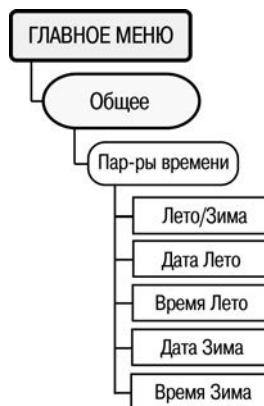 ГЛАВНОЕ МЕНЮ
Общее
Пар-ры времени
Лето/Зима
Дата Лето
Время Лето
Дата Зима
Время Зима